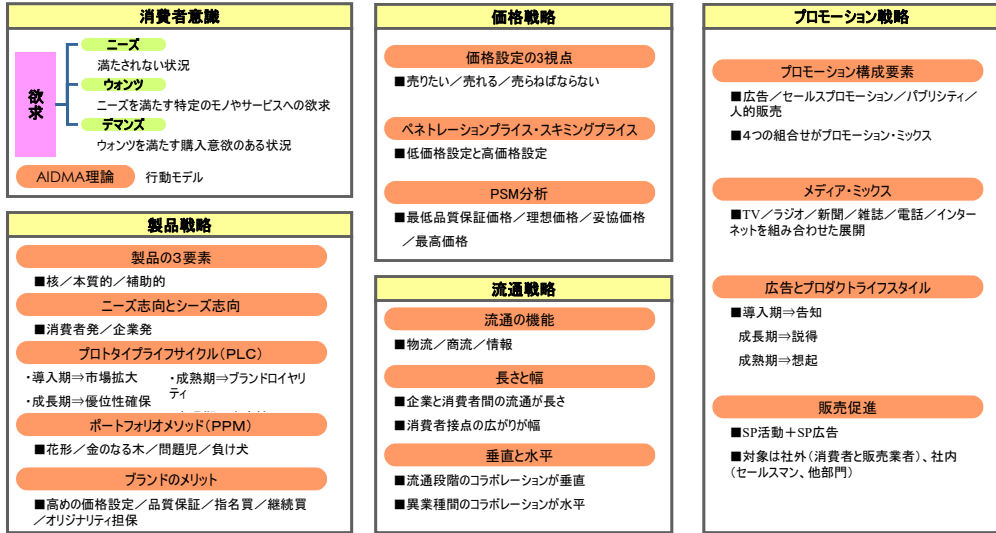 消費者意識
欲求
ニーズ
満たされない状況
ウォンツ
ニーズを満たす特定のモノやサービスへの欲求
デマンズ
ウォンツを満たす購入意欲のある状況
AIDMA理論 行動モデル
製品戦略
製品の3要素
■核／本質的／補助的
ニーズ志向とシーズ志向
■消費者発／企業発
プロトタイプライフサイクル（PLC）
・導入期⇒市場拡大
・成長期⇒優位性確保
・成熟期⇒ブランドロイヤリ
ティ
ポートフォリオメソッド（PPM）
■花形／金のなる木／問題児／負け犬
ブランドのメリット
■高めの価格設定／品質保証／指名買／継続買
／オリジナリティ担保
価格戦略
価格設定の3視点
■売りたい／売れる／売らねばならない
ペネトレーションプライス・スキミングプライス
■低価格設定と高価格設定
PSM分析
■最低品質保証価格／理想価格／妥協価格
／最高価格
流通戦略
流通の機能
■物流／商流／情報
長さと幅
■企業と消費者間の流通が長さ
■消費者接点の広がりが幅
垂直と水平
■流通段階のコラボレーションが垂直
■異業種間のコラボレーションが水平
プロモーション戦略
プロモーション構成要素
■広告／セールスプロモーション／パブリシティ／
人的販売
■4つの組合せがプロモーション・ミックス
メディア・ミックス
■TV／ラジオ／新聞／雑誌／電話／インター
ネットを組み合わせた展開
広告とプロダクトライフスタイル
■導入期⇒告知
成長期⇒説得
成熟期⇒想起
販売促進
■SP活動＋SP広告
■対象は社外（消費者と販売業者）、社内
（セールスマン、他部門）